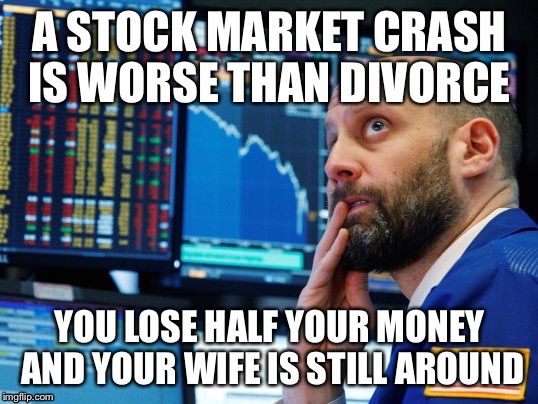 A STOCK MARKET CRASH
IS WORSE THAN DIVORCE
YOU LOSE HALF YOUR MONEY
AND YOUR WIFE IS STILL AROUND
imgflip.com